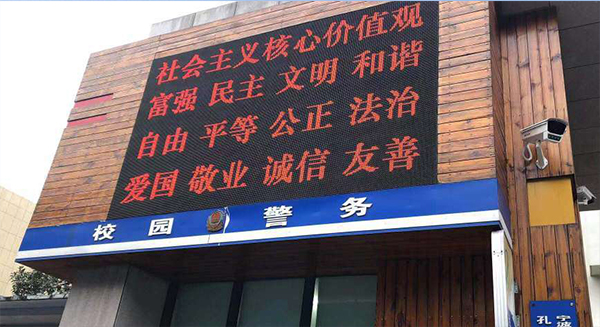 社会主义核心价值观
富强 民主 文明 和谐
自由 平等 公正 法治
爱国 敬业 诚信 友善
校园警务